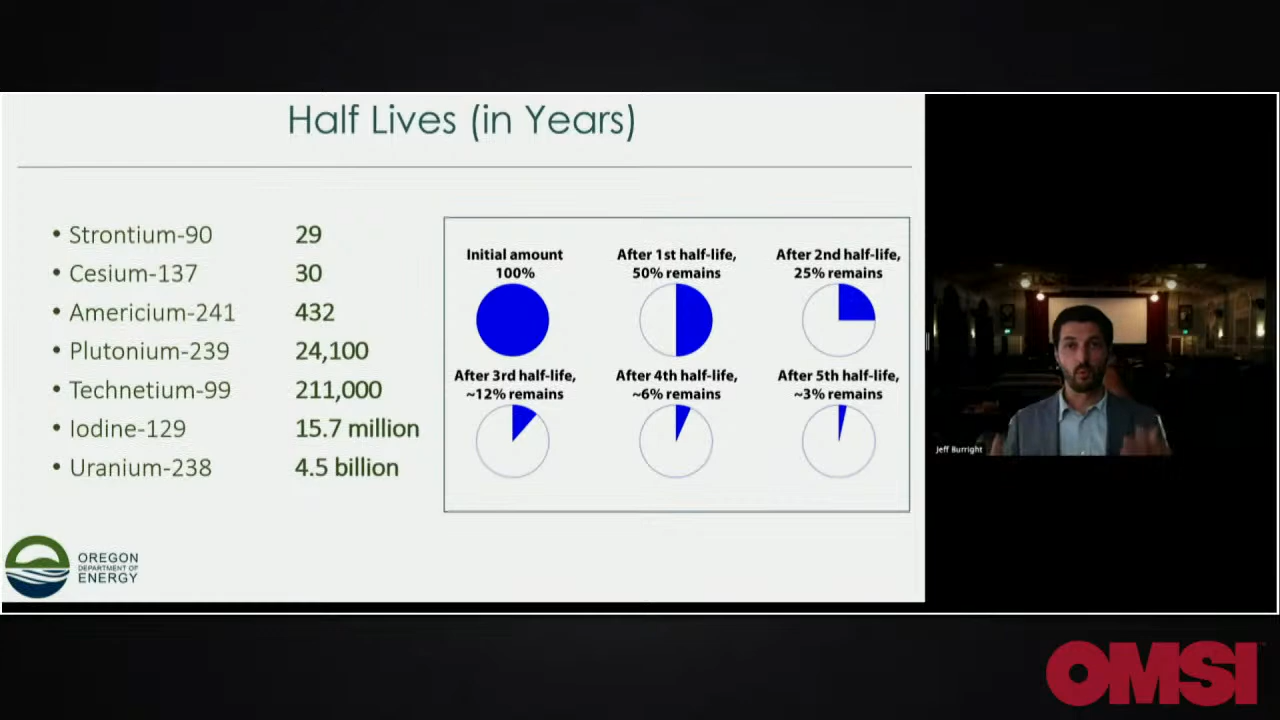 Half Lives (in Years)
• Strontium-90 29
• Cesium-137 30
• Americium-241 432
• Plutonium-239 24,100
• Technetium-99 211,000
• Iodine-129 15.7 million
• Uranium-238 4.5 billion
Initial amount
100%
After 1st half-life,
50% remains
After 2nd half-life,
25% remains
After 3rd half-life,
~12% remains
After 4th half-life,
~6% remains
After 5th half-life,
~3% remains
OREGON
DEPARTMENT OF
ENERGY
Jeff Burright
OMSI